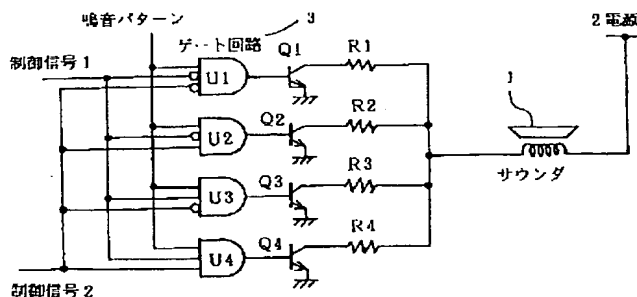 鳴音パターン
ゲート回路
3
2電源
制御信号1
U1
Q1
R1
1
U2
Q2
R2
サウンダ
U3
Q3
R3
U4
Q4
R4
制御信号2